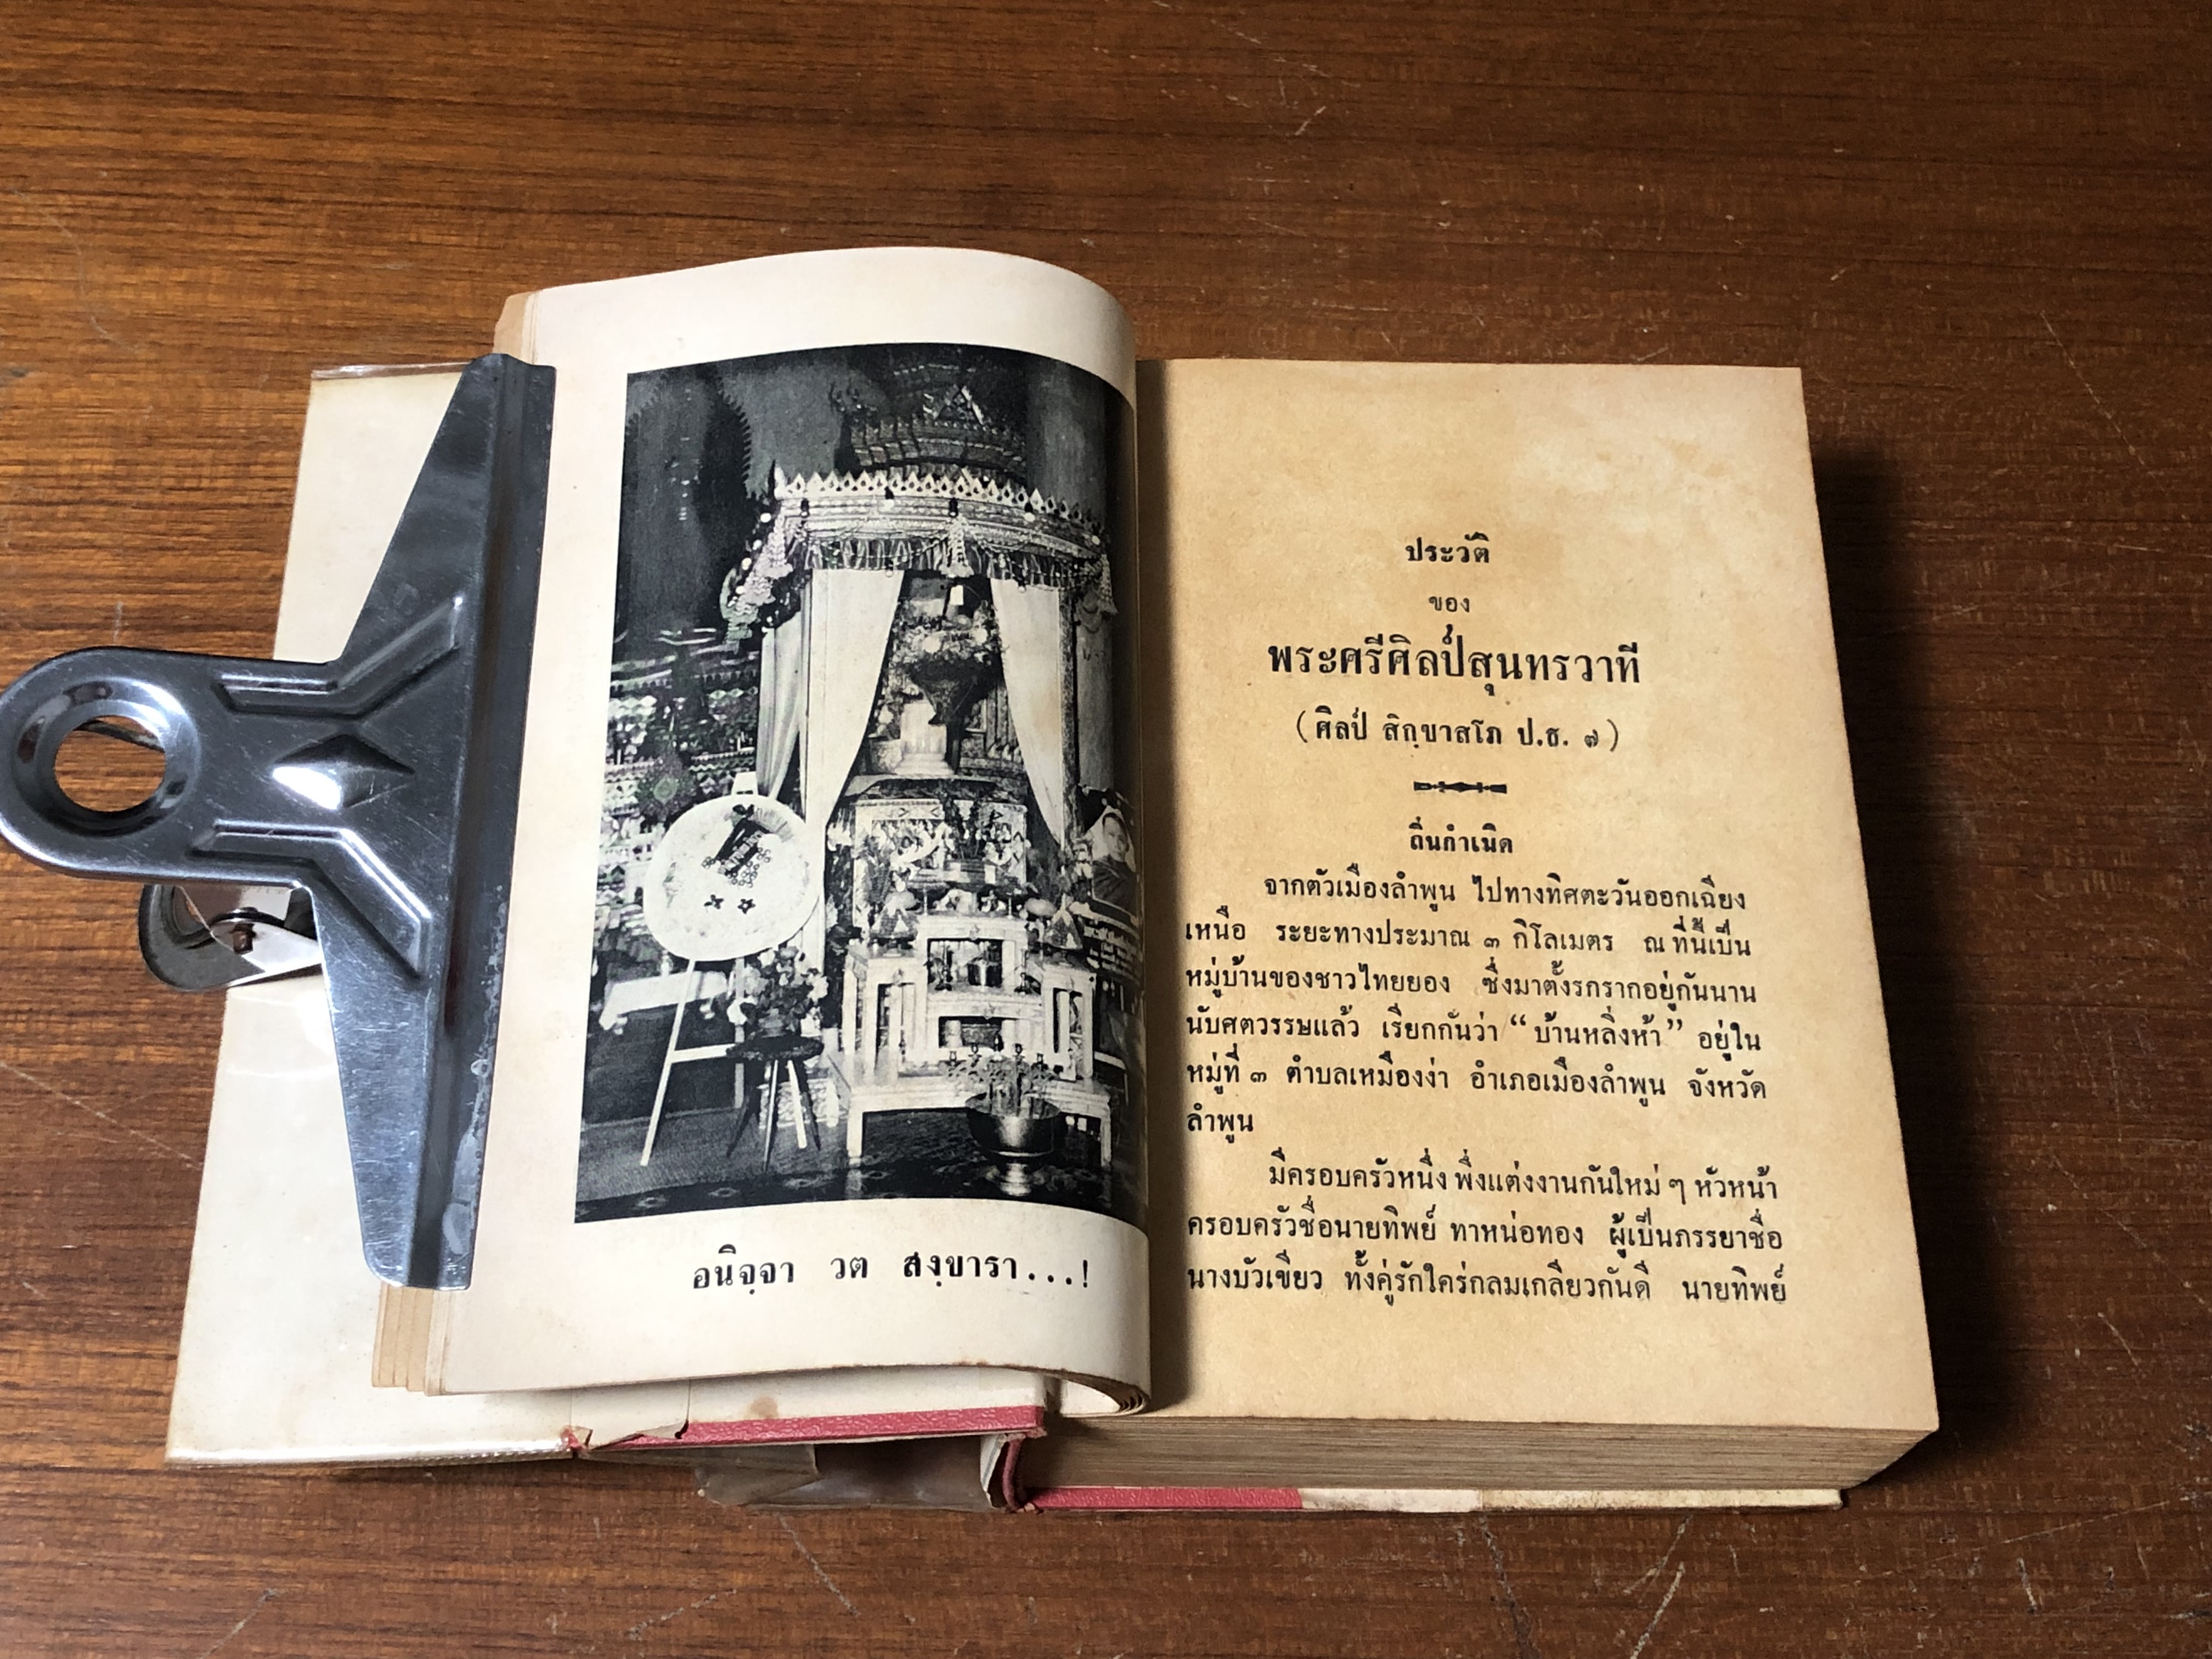 อนิจฺจา วต สงฺขารา...!
ประวัติ
ของ
พระศรีศิลป์สุนทรวาที
(ศิลป์ สิกฺขาสโภ ป.ธ. ๗)
ถิ่นกำเนิด
จากตัวเมืองลำพูน ไปทางทิศตะวันออกเฉียง
เหนือ ระยะทางประมาณ ๓ กิโลเมตร ณ ที่นี้เป็น
หมู่บ้านของชาวไทยยอง ซึ่งมาตั้งรกรากอยู่กันนาน
นับศตวรรษแล้ว เรียกกันว่า “บ้านหลิ่งห้า” อยู่ใน
หมู่ที่ ๓ ตำบลเหมืองง่า อำเภอเมืองลำพูน จังหวัด
ลำพูน
มีครอบครัวหนึ่ง พึ่งแต่งงานกันใหม่ ๆ หัวหน้า
ครอบครัวชื่อนายทิพย์ ทาหน่อทอง ผู้เป็นภรรยาชื่อ
นางบัวเขียว ทั้งคู่รักใคร่กลมเกลียวกันดี นายทิพย์